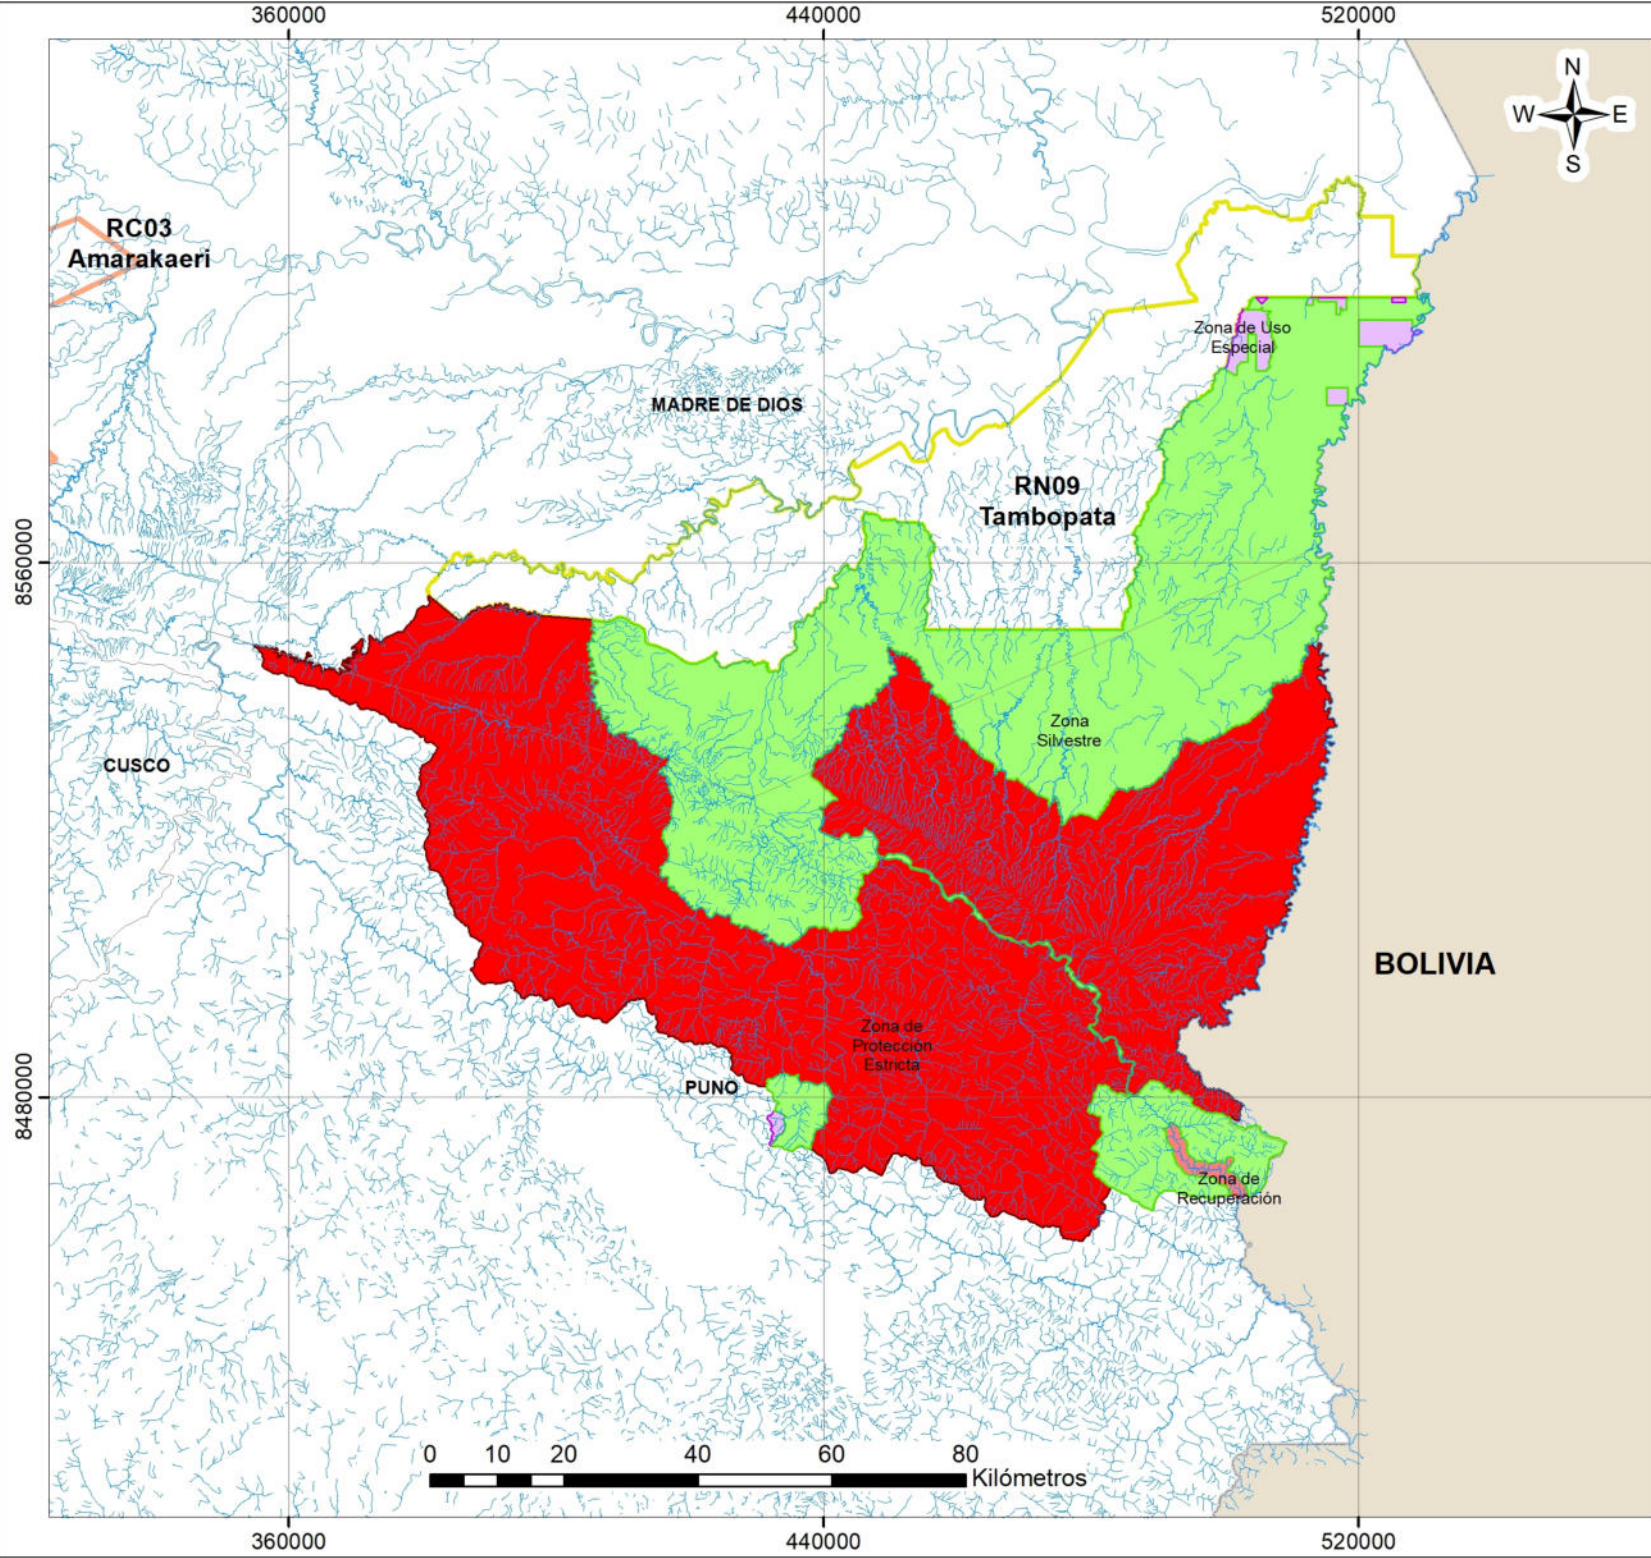 360000 440000 520000
N
W E
S
RC03
Amarakaeri
Zona de Uso
Especial
MADRE DE DIOS
RN09
Tambopata
8560000
Zona
Silvestre
CUSCO
BOLIVIA
Zona de
Protección
Estricta
PUNO
8480000
Zona de
Recuperación
0 10 20 40 60 80
Kilómetros
360000 440000 520000